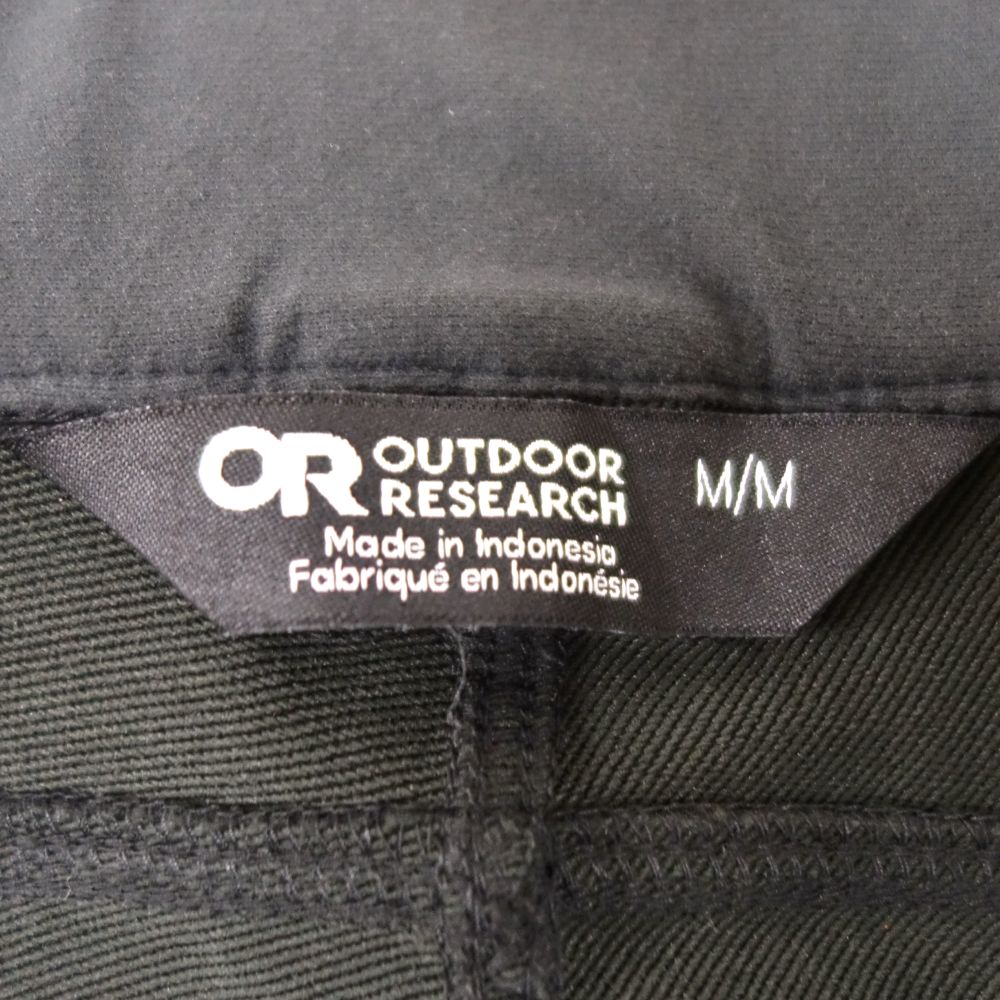 OR OUTDOOR RESEARCH M/M
Made in Indonesia
Fabriqué en Indonésie